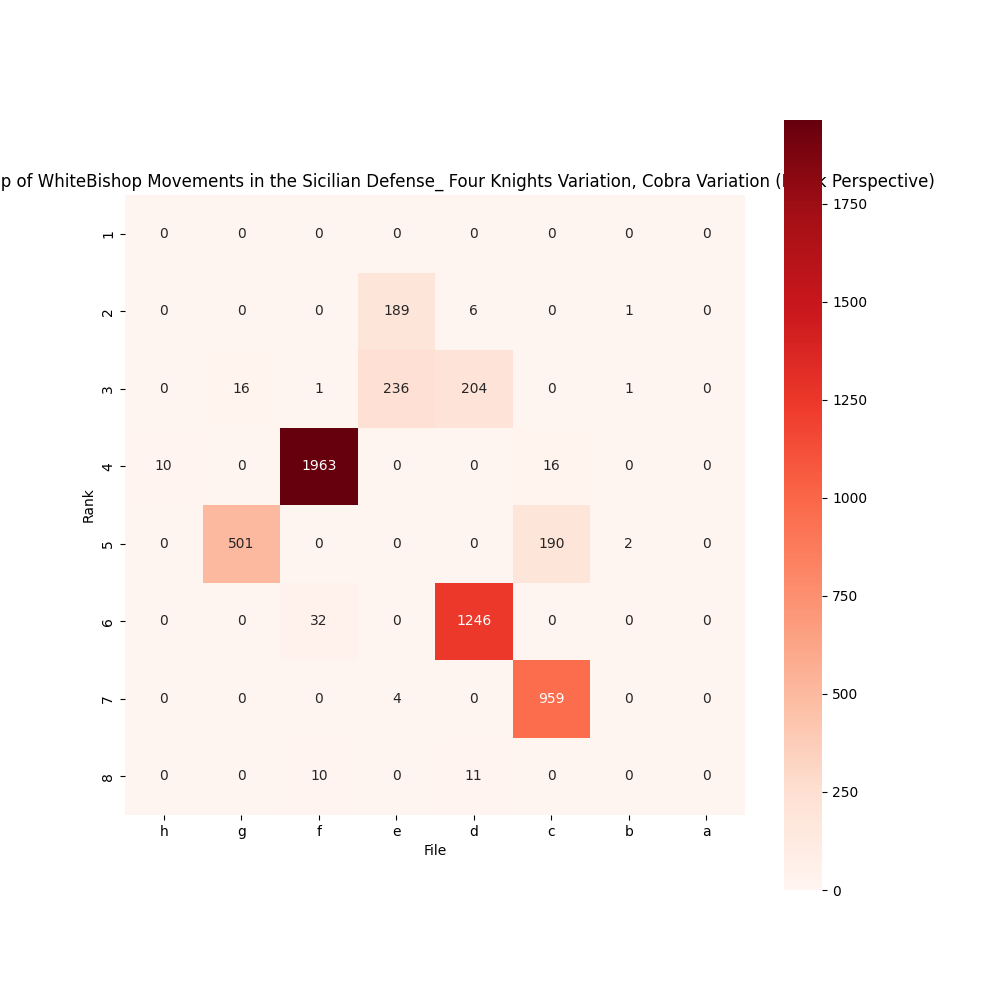 p of WhiteBishop Movements in the Sicilian Defense_ Four Knights Variation, Cobra Variation ( k Perspective)
1750
1500
1250
1000
750
500
250
0
Rank
1 0 0 0 0 0 0 0 0
2 0 0 0 189 6 0 1 0
3 0 16 1 236 204 0 1 0
4 10 0 1963 0 0 16 0 0
5 0 501 0 0 0 190 2 0
6 0 0 32 0 1246 0 0 0
7 0 0 0 4 0 959 0 0
8 0 0 10 0 11 0 0 0
h g f e d c b a
File